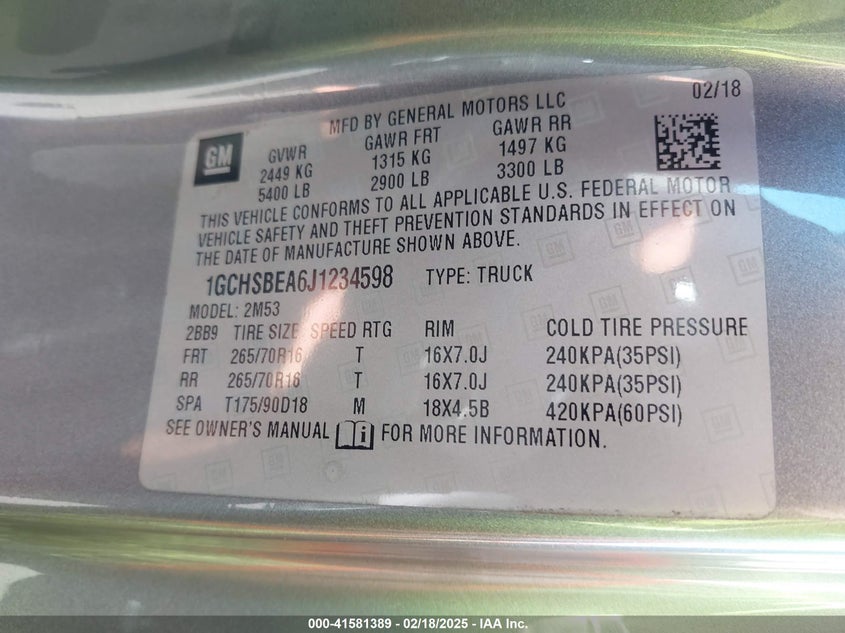 02/18
MFD BY GENERAL MOTORS LLC
GM
GVWR GAWR FRT GAWR RR
2449 KG 1315 KG 1497 KG
5400 LB 2900 LB 3300 LB
THIS VEHICLE CONFORMS TO ALL APPLICABLE U.S. FEDERAL MOTOR
VEHICLE SAFETY AND THEFT PREVENTION STANDARDS IN EFFECT ON
THE DATE OF MANUFACTURE SHOWN ABOVE.
1GCHSBEA6J1234598 TYPE: TRUCK
MODEL: 2M53
2BB9 TIRE SIZE SPEED RTG RIM COLD TIRE PRESSURE
FRT 265/70R16 T 16X7.0J 240KPA(35PSI)
RR 265/70R16 T 16X7.0J 240KPA(35PSI)
SPA T175/90D18 M 18X4.5B 420KPA(60PSI)
SEE OWNER'S MANUAL i FOR MORE INFORMATION.
000-41581389 - 02/18/2025 - IAA Inc.